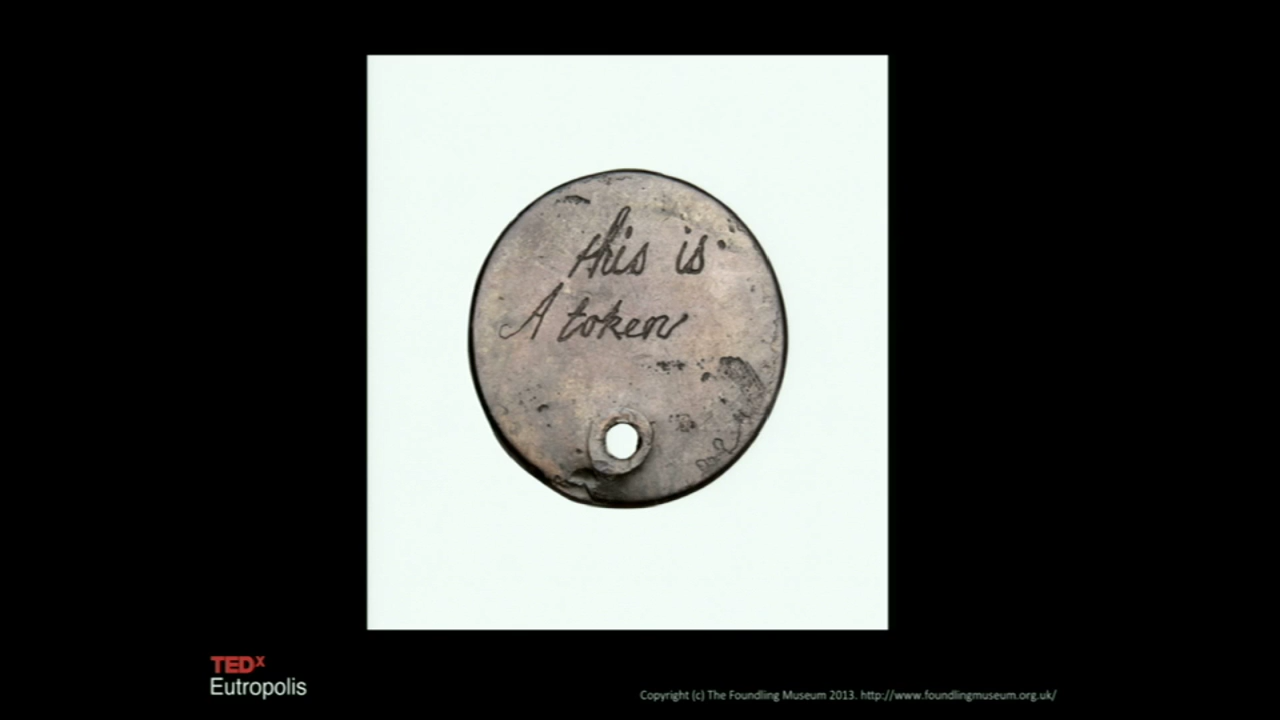 this is
A token
TEDx
Eutropolis
Copyright (c) The Foundling Museum 2013. http://www.foundlingmuseum.org.uk/